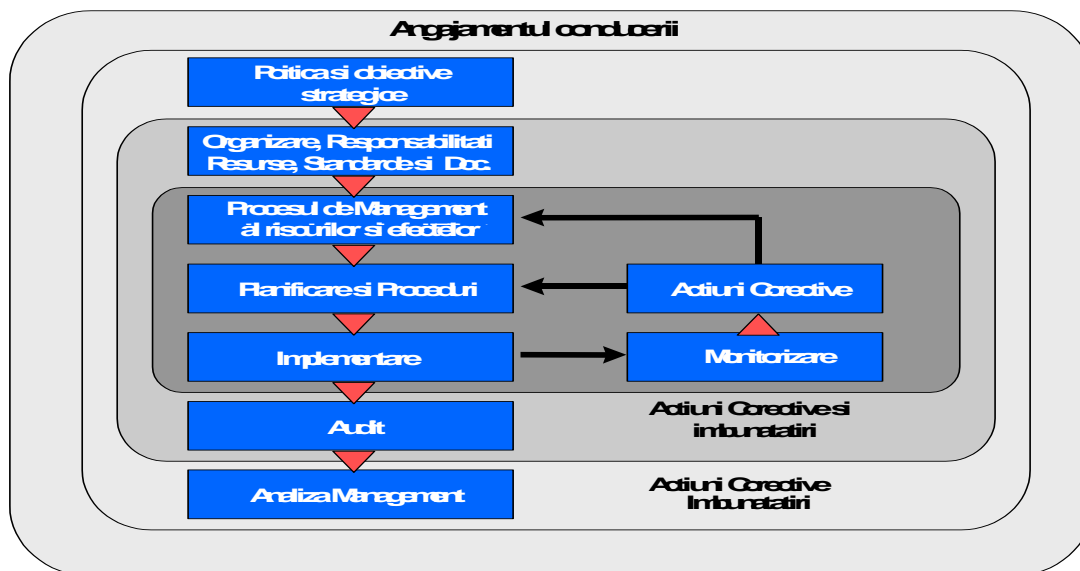 Angajamentul conducerii
Politica si obiective
strategice
Organizare, Responsabilitati
Resurse, Standarde si Doc.
Procesul de Management
al riscurilor si efectelor
Planificare si Proceduri
Actiuni Corective
Implementare
Monitorizare
Actiuni Corective si
imbunatatiri
Audit
Analiza Management
Actiuni Corective
Imbunatatiri